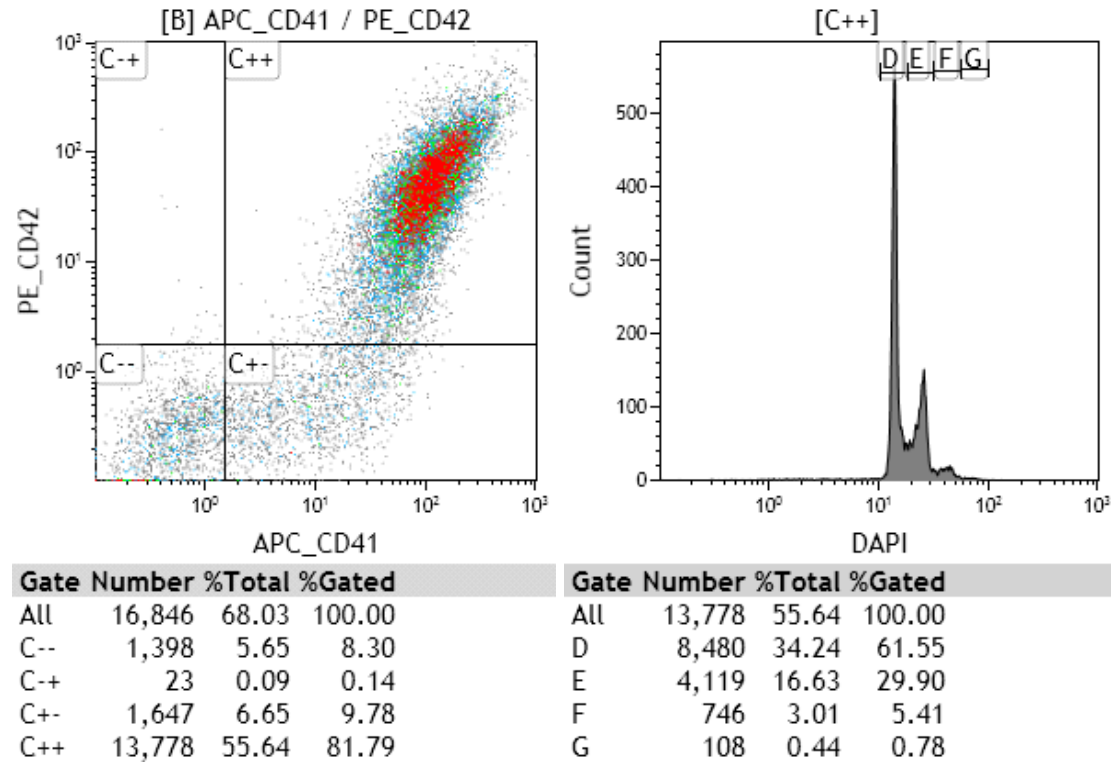 [B] APC_CD41 / PE_CD42
C-+
C++
C--
C+-
10³
10²
10¹
10⁰
PE_CD42
10⁰ 10¹ 10² 10³
APC_CD41
Gate Number %Total %Gated
All 16,846 68.03 100.00
C-- 1,398 5.65 8.30
C-+ 23 0.09 0.14
C+- 1,647 6.65 9.78
C++ 13,778 55.64 81.79
[C++]
D E F G
500
400
300
200
100
0
Count
10⁰ 10¹ 10² 10³
DAPI
Gate Number %Total %Gated
All 13,778 55.64 100.00
D 8,480 34.24 61.55
E 4,119 16.63 29.90
F 746 3.01 5.41
G 108 0.44 0.78